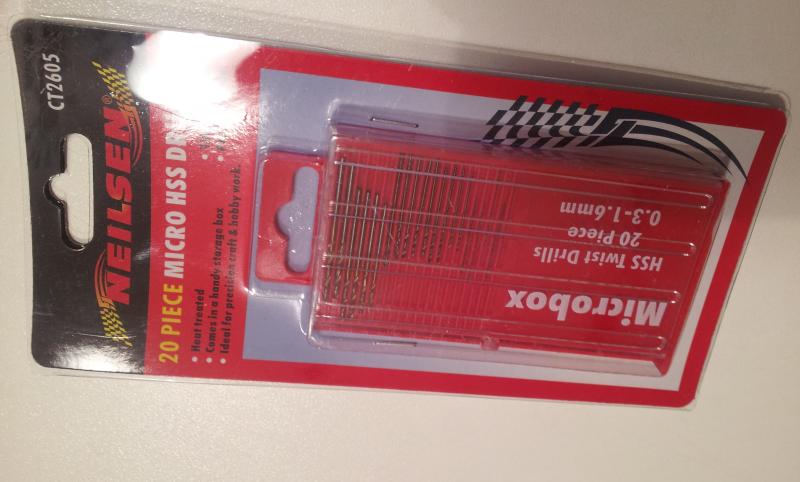 CT2605
NEILSEN®
20 PIECE MICRO HSS DR
• Heat treated
• Comes in a handy storage box
• Ideal for precision craft & hobby work.
Microbox
HSS Twist Drills
20 Piece
0.3-1.6mm